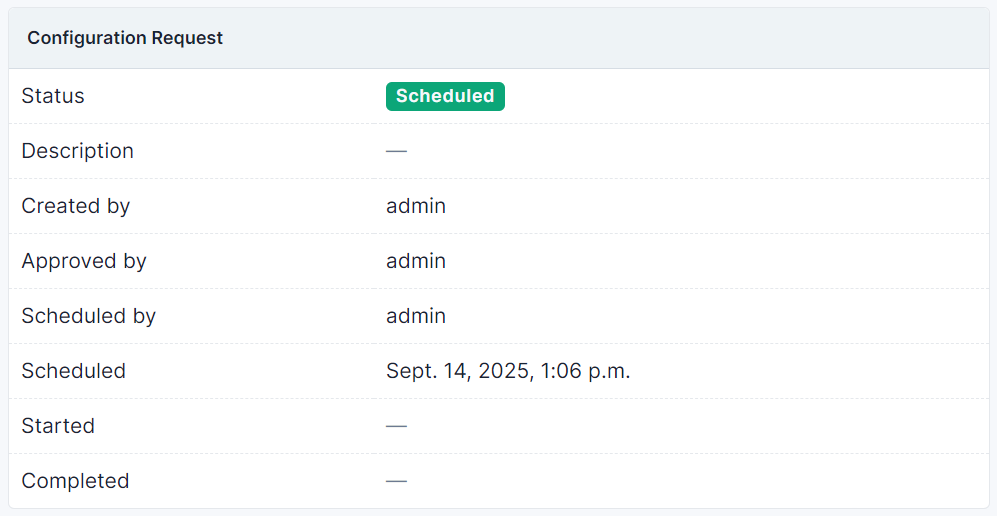 Configuration Request
Status Scheduled
Description —
Created by admin
Approved by admin
Scheduled by admin
Scheduled Sept. 14, 2025, 1:06 p.m.
Started —
Completed —